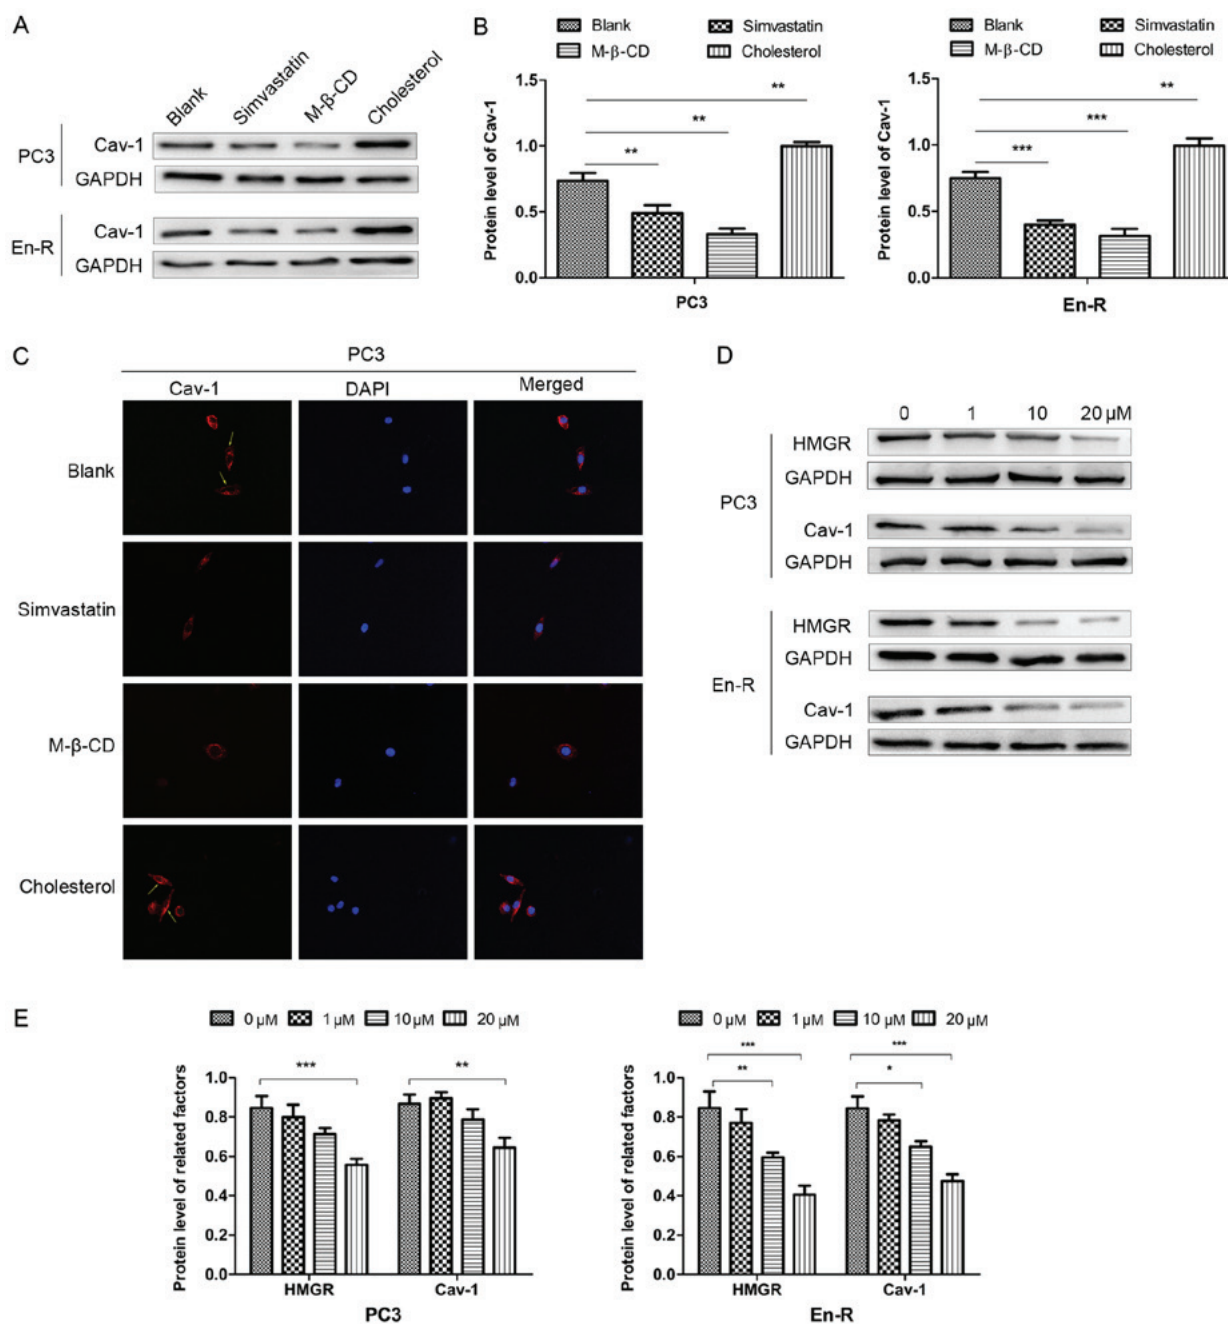 A
Blank
Simvastatin
M-β-CD
Cholesterol
PC3
Cav-1
GAPDH
En-R
Cav-1
GAPDH
B
Blank
Simvastatin
M-β-CD
Cholesterol
Protein level of Cav-1
1.5
1.0
0.5
0.0
**
**
**
PC3
Blank
Simvastatin
M-β-CD
Cholesterol
Protein level of Cav-1
1.5
1.0
0.5
0.0
**
***
***
En-R
C
PC3
Cav-1 DAPI Merged
Blank
Simvastatin
M-β-CD
Cholesterol
D
0 1 10 20 µM
PC3
HMGR
GAPDH
Cav-1
GAPDH
En-R
HMGR
GAPDH
Cav-1
GAPDH
E
0 µM 1 µM 10 µM 20 µM
Protein level of related factors
1.0
0.8
0.6
0.4
0.2
0.0
*** **
HMGR Cav-1
PC3
0 µM 1 µM 10 µM 20 µM
Protein level of related factors
1.0
0.8
0.6
0.4
0.2
0.0
*** ***
** *
HMGR Cav-1
En-R